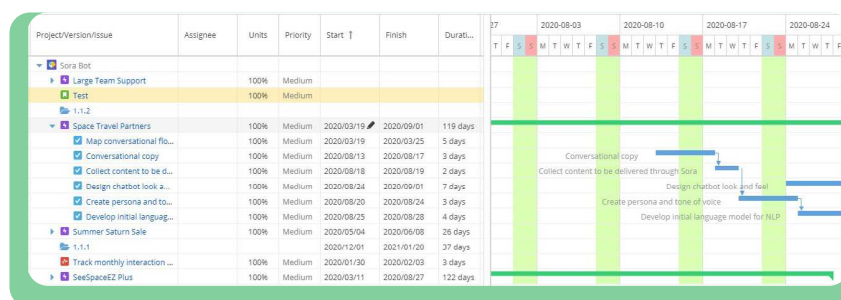 Project/Version/Issue Assignee Units Priority Start ↑ Finish Durati...
27 2020-08-03 2020-08-10 2020-08-17 2020-08-24
T F S S M T W T F S S M T W T F S S M T W T F S S M T W T F
Sora Bot
Large Team Support 100% Medium
Test 100% Medium
1.1.2
Space Travel Partners 100% Medium 2020/03/19 2020/09/01 119 days
Map conversational flo... 100% Medium 2020/03/19 2020/03/25 5 days
Conversational copy 100% Medium 2020/08/13 2020/08/17 3 days Conversational copy
Collect content to be d... 100% Medium 2020/08/18 2020/08/19 2 days Collect content to be delivered through Sora
Design chatbot look a... 100% Medium 2020/08/24 2020/09/01 7 days Design chatbot look and feel
Create persona and to... 100% Medium 2020/08/20 2020/08/24 3 days Create persona and tone of voice
Develop initial languag... 100% Medium 2020/08/25 2020/08/28 4 days Develop initial language model for NLP
Summer Saturn Sale 100% Medium 2020/05/04 2020/06/08 26 days
1.1.1 2020/12/01 2021/01/20 37 days
Track monthly interaction ... 100% Medium 2020/01/30 2020/02/03 3 days
SeeSpaceEZ Plus 100% Medium 2020/03/11 2020/08/27 122 days